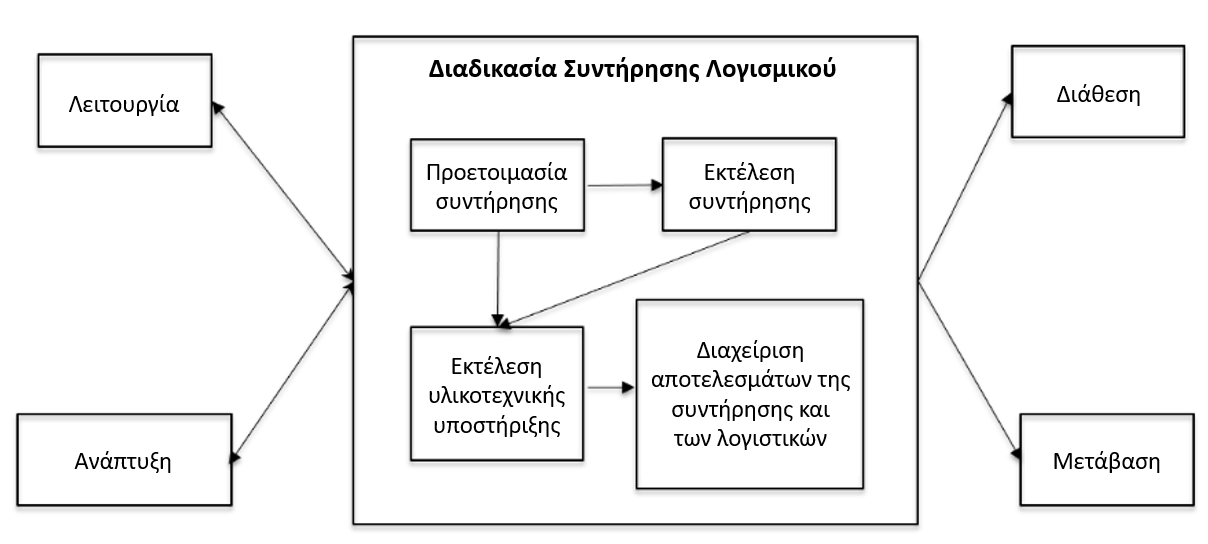 Διαδικασία Συντήρησης Λογισμικού
Λειτουργία
Διάθεση
Προετοιμασία
συντήρησης
Εκτέλεση
συντήρησης
Εκτέλεση
υλικοτεχνικής
υποστήριξης
Διαχείριση
αποτελεσμάτων της
συντήρησης και
των λογιστικών
Ανάπτυξη
Μετάβαση